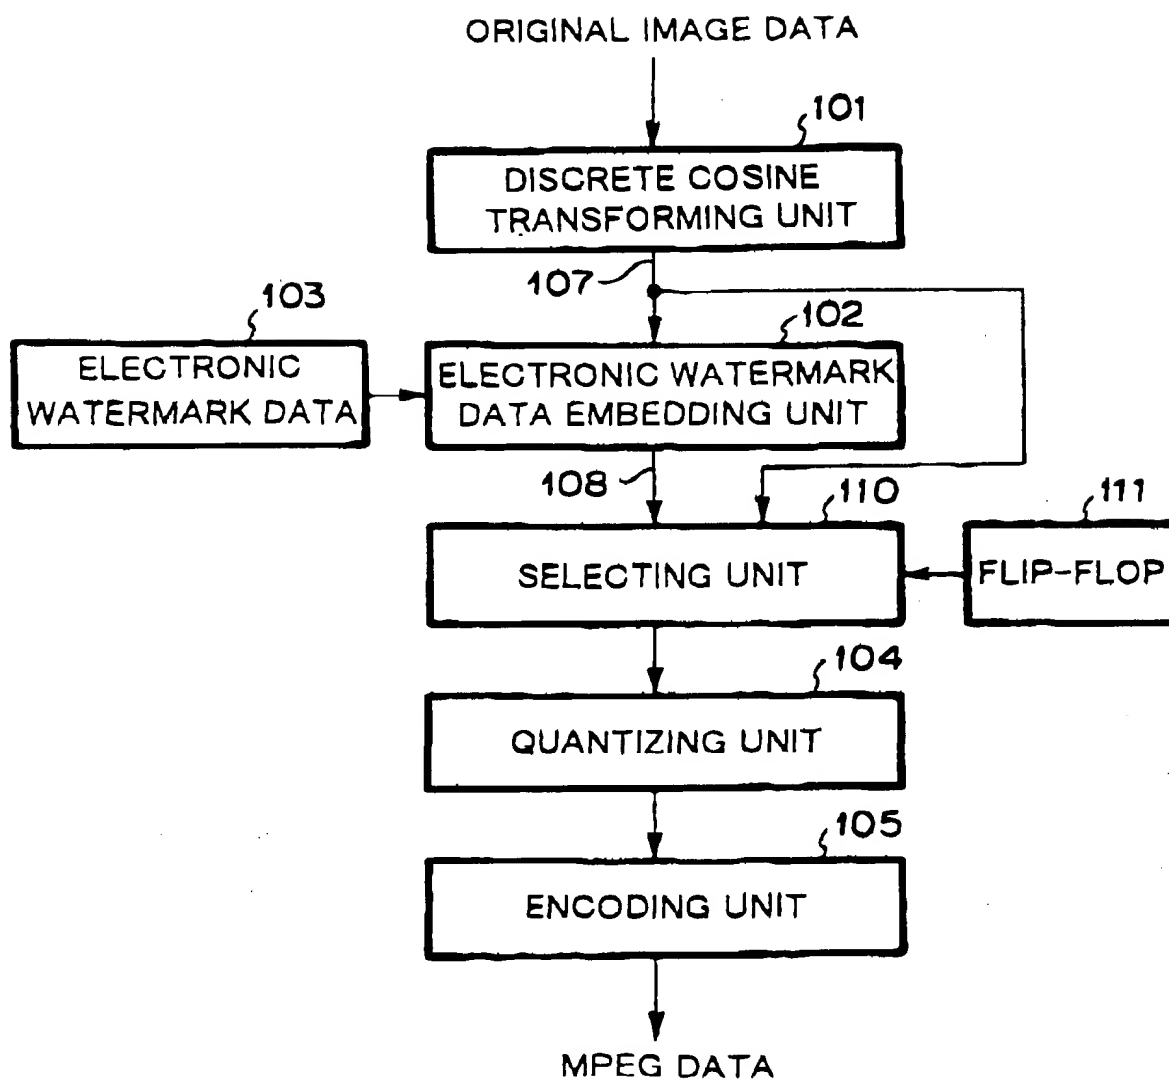 ORIGINAL IMAGE DATA
101
DISCRETE COSINE
TRANSFORMING UNIT
107
103
102
ELECTRONIC
WATERMARK DATA
ELECTRONIC WATERMARK
DATA EMBEDDING UNIT
108
110
111
SELECTING UNIT
FLIP-FLOP
104
QUANTIZING UNIT
105
ENCODING UNIT
MPEG DATA